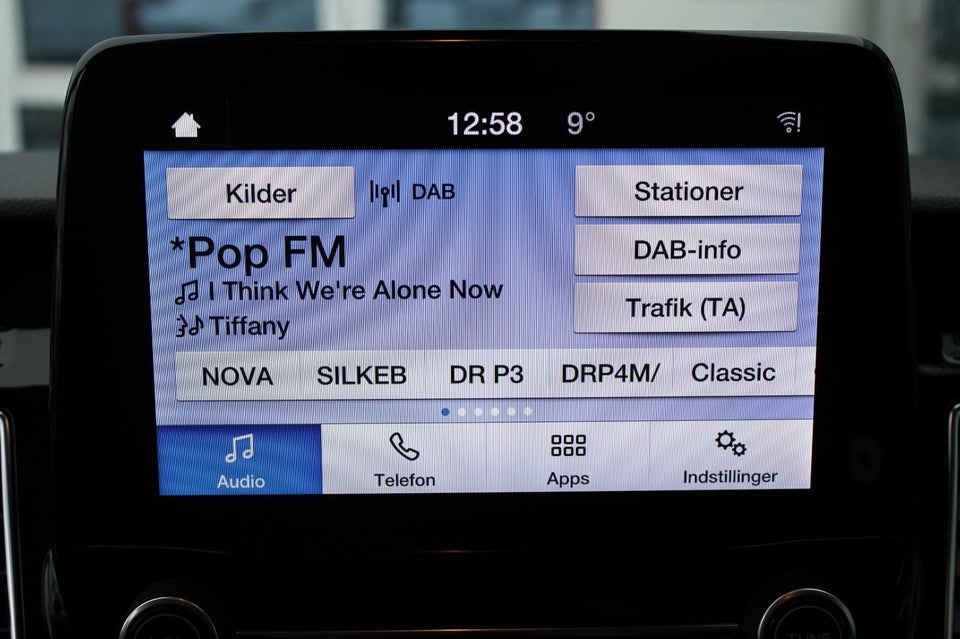 12:58 9°
Kilder DAB Stationer
*Pop FM DAB-info
I Think We're Alone Now
Trafik (TA)
Tiffany
NOVA SILKEB DR P3 DRP4M/ Classic
Audio Telefon Apps Indstillinger